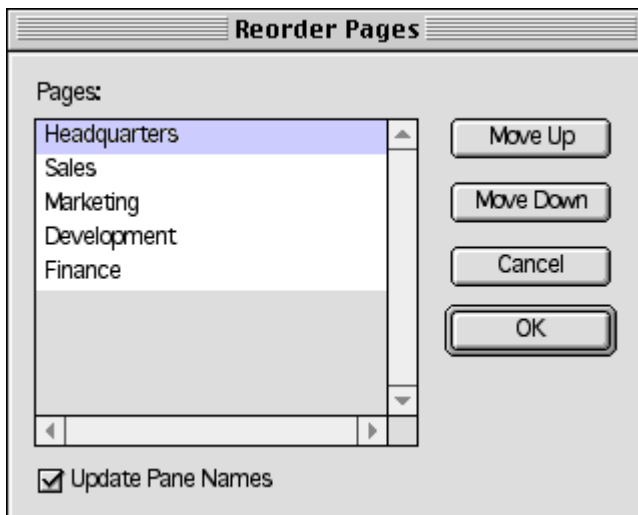 Reorder Pages
Pages:
Headquarters
Sales
Marketing
Development
Finance
Move Up
Move Down
Cancel
OK
Update Pane Names